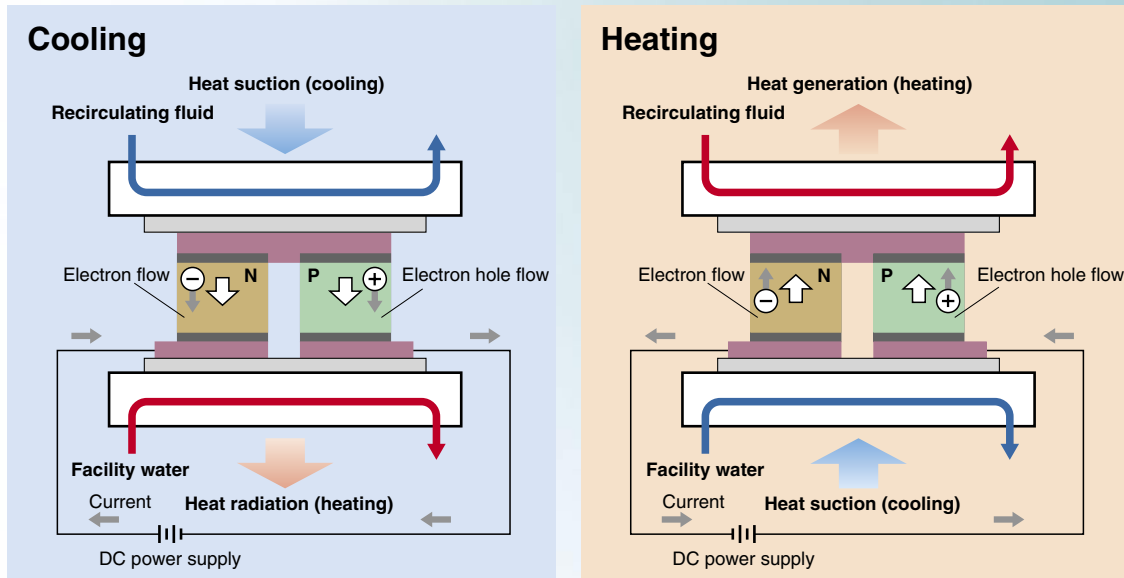 Cooling
Heat suction (cooling)
Recirculating fluid
Electron flow
−
N
P
+
Electron hole flow
Facility water
Heat radiation (heating)
Current
DC power supply
Heating
Heat generation (heating)
Recirculating fluid
Electron flow
−
N
P
+
Electron hole flow
Facility water
Heat suction (cooling)
Current
DC power supply